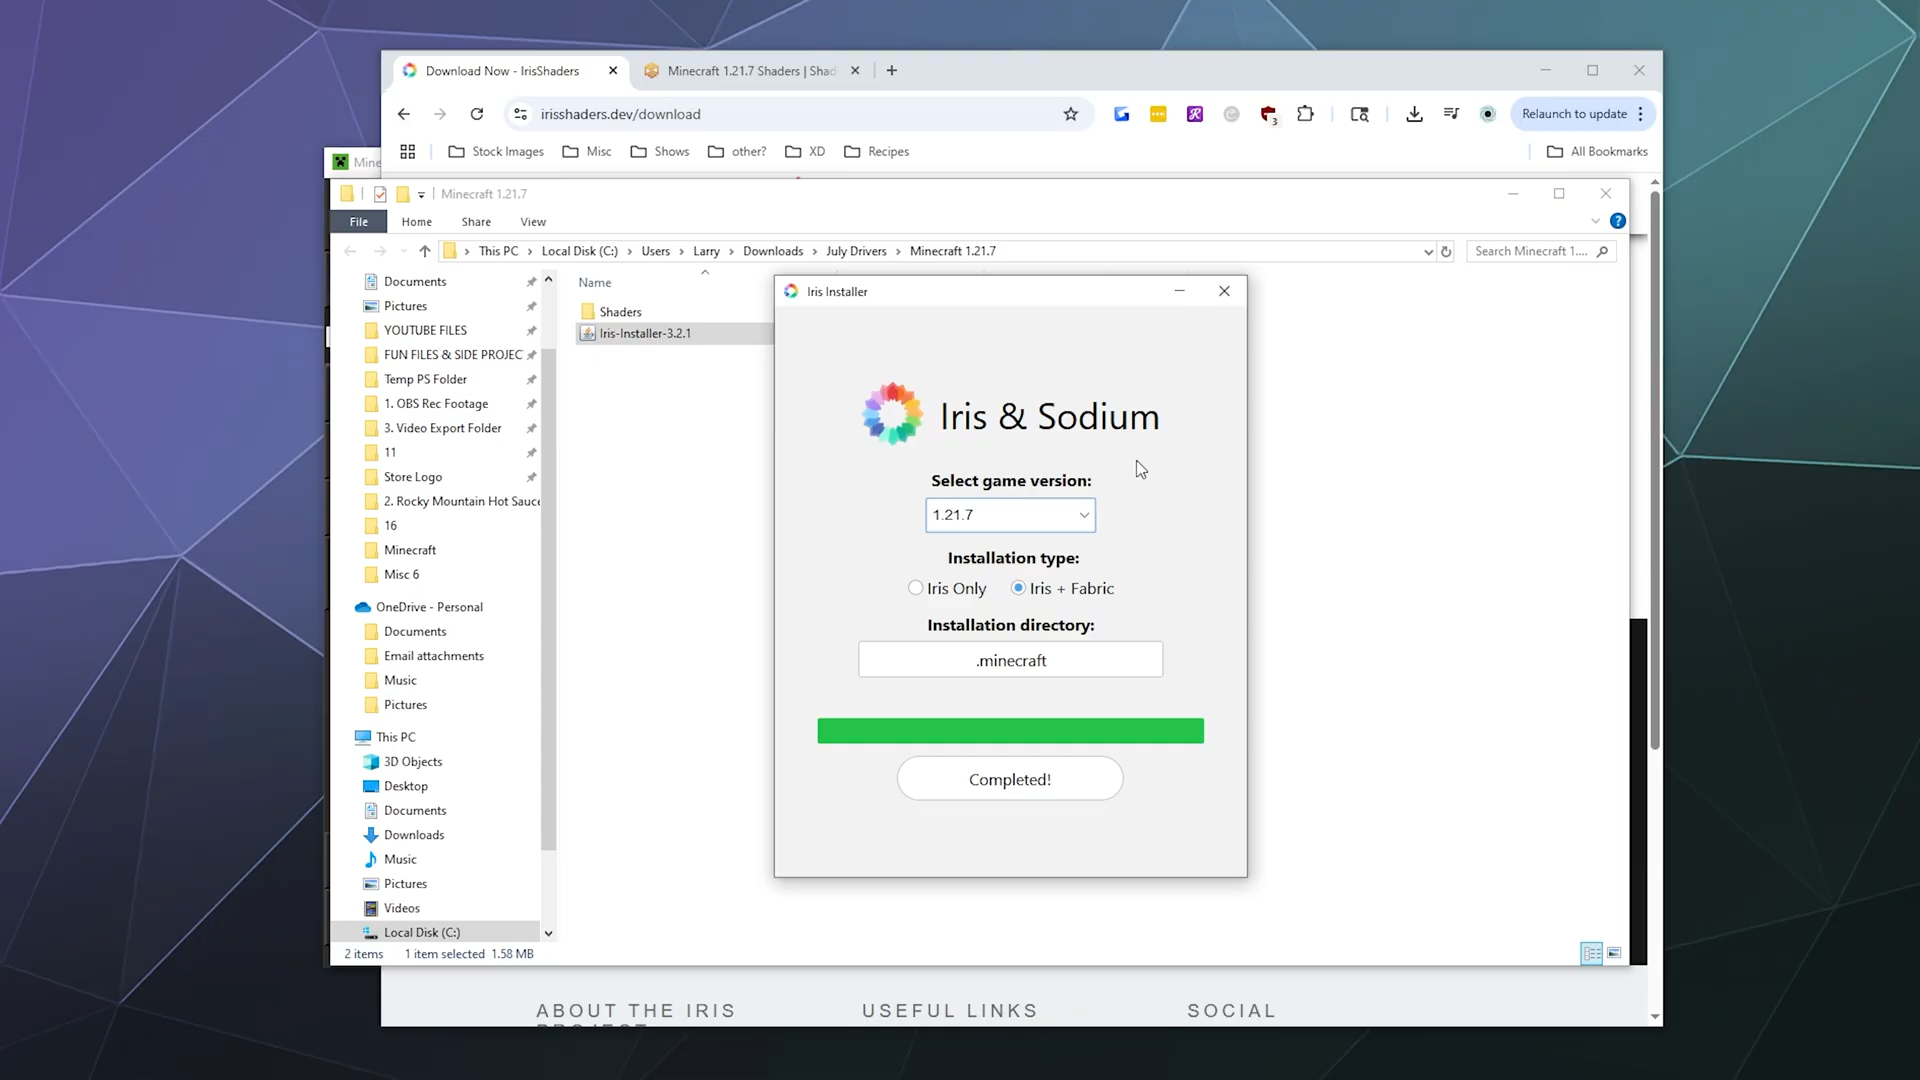 Download Now - IrisShaders
Minecraft 1.21.7 Shaders | Shad
irisshaders.dev/download
3
Relaunch to update
Stock Images
Misc
Shows
other?
XD
Recipes
All Bookmarks
Mine
Minecraft 1.21.7
File
Home
Share
View
This PC
Local Disk (C:)
Users
Larry
Downloads
July Drivers
Minecraft 1.21.7
Search Minecraft 1....
Documents
Pictures
YOUTUBE FILES
FUN FILES & SIDE PROJEC
Temp PS Folder
1. OBS Rec Footage
3. Video Export Folder
11
Store Logo
2. Rocky Mountain Hot Sauce
16
Minecraft
Misc 6
OneDrive - Personal
Documents
Email attachments
Music
Pictures
This PC
3D Objects
Desktop
Documents
Downloads
Music
Pictures
Videos
Local Disk (C:)
Name
Shaders
Iris-Installer-3.2.1
2 items
1 item selected 1.58 MB
Iris Installer
Iris & Sodium
Select game version:
1.21.7
Installation type:
Iris Only
Iris + Fabric
Installation directory:
.minecraft
Completed!
ABOUT THE IRIS
PROJECT
USEFUL LINKS
SOCIAL